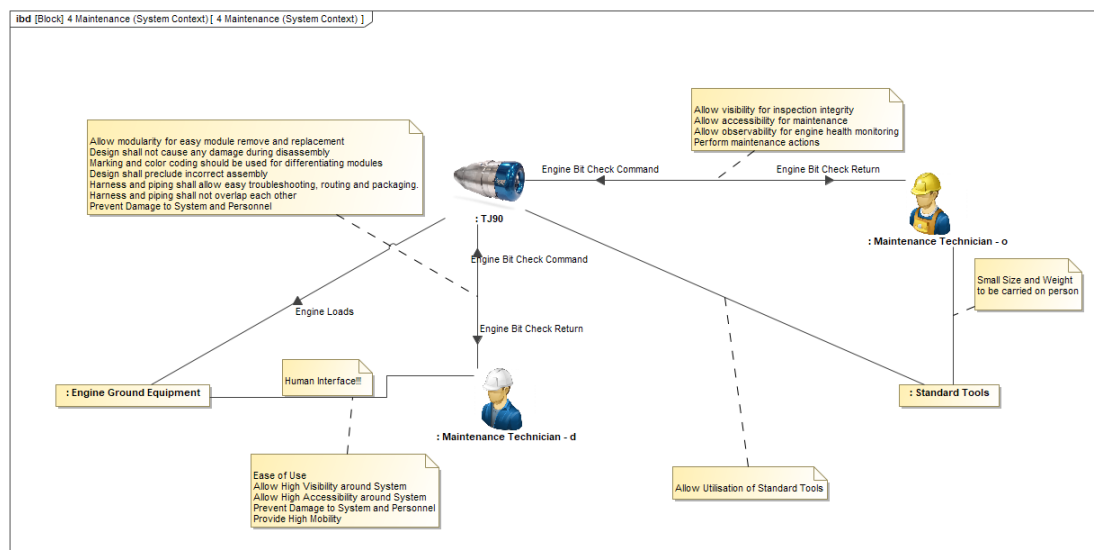 ibd [Block] 4 Maintenance (System Context) [ 4 Maintenance (System Context) ]
Allow visibility for inspection integrity
Allow accessibility for maintenance
Allow observability for engine health monitoring
Perform maintenance actions
Allow modularity for easy module remove and replacement
Design shall not cause any damage during disassembly
Marking and color coding should be used for differentiating modules
Design shall preclude incorrect assembly
Harness and piping shall allow easy troubleshooting, routing and packaging.
Harness and piping shall not overlap each other
Prevent Damage to System and Personnel
Engine Bit Check Command
Engine Bit Check Return
: TJ90
: Maintenance Technician - o
Engine Bit Check Command
Small Size and Weight
to be carried on person
Engine Loads
Engine Bit Check Return
Human Interface!!!
: Engine Ground Equipment
: Standard Tools
: Maintenance Technician - d
Ease of Use
Allow High Visibility around System
Allow High Accessibility around System
Prevent Damage to System and Personnel
Provide High Mobility
Allow Utilisation of Standard Tools